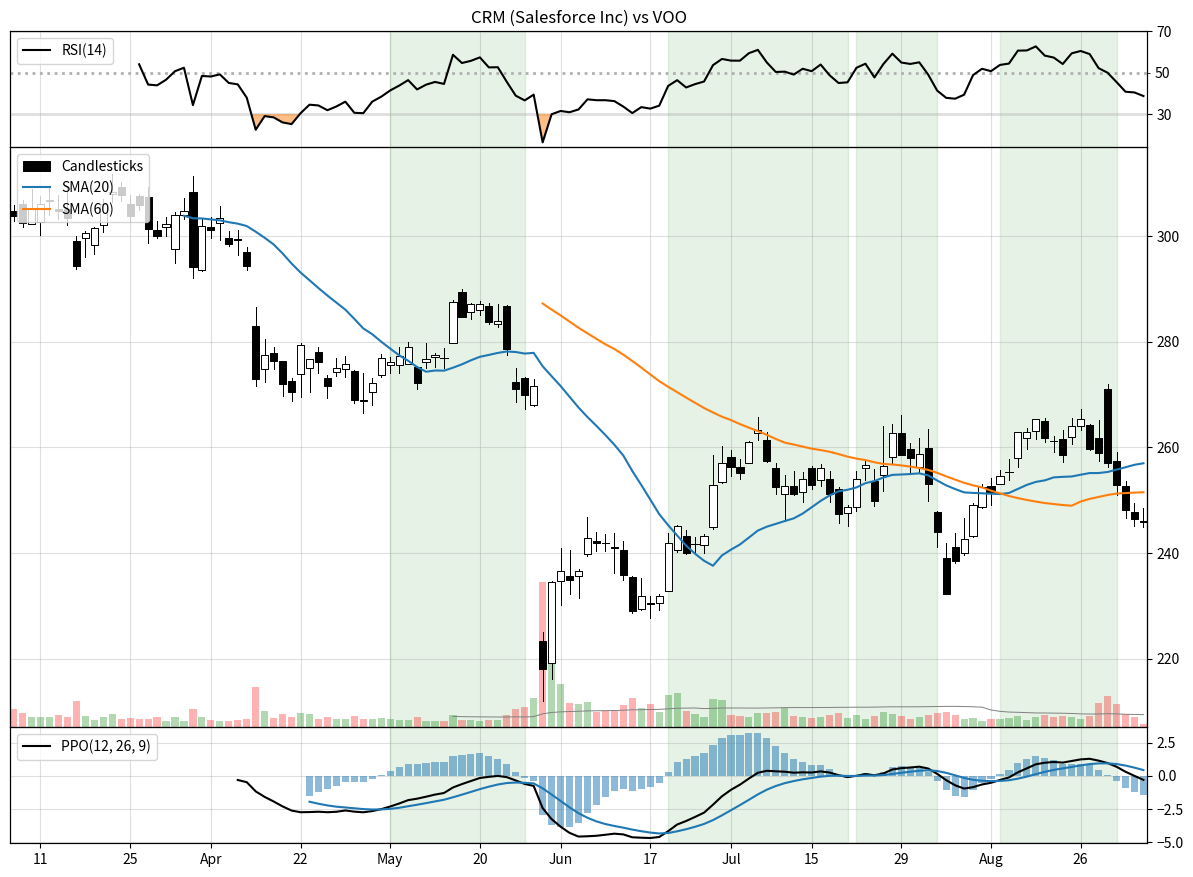 CRM (Salesforce Inc) vs VOO
RSI(14)
70
50
30
Candlesticks
SMA(20)
SMA(60)
300
280
260
240
220
PPO(12, 26, 9)
2.5
0.0
−2.5
−5.0
11 25 Apr 22 May 20 Jun 17 Jul 15 29 Aug 26